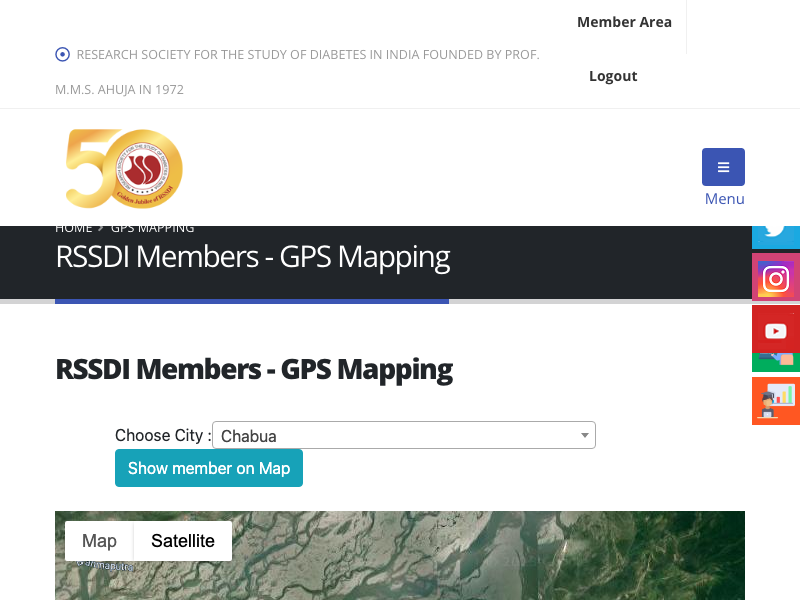 Member Area
RESEARCH SOCIETY FOR THE STUDY OF DIABETES IN INDIA FOUNDED BY PROF.
Logout
M.M.S. AHUJA IN 1972
50
Golden Jubilee of RSSDI
Menu
HOME > GPS MAPPING
RSSDI Members - GPS Mapping
RSSDI Members - GPS Mapping
Choose City : Chabua
Show member on Map
Map Satellite